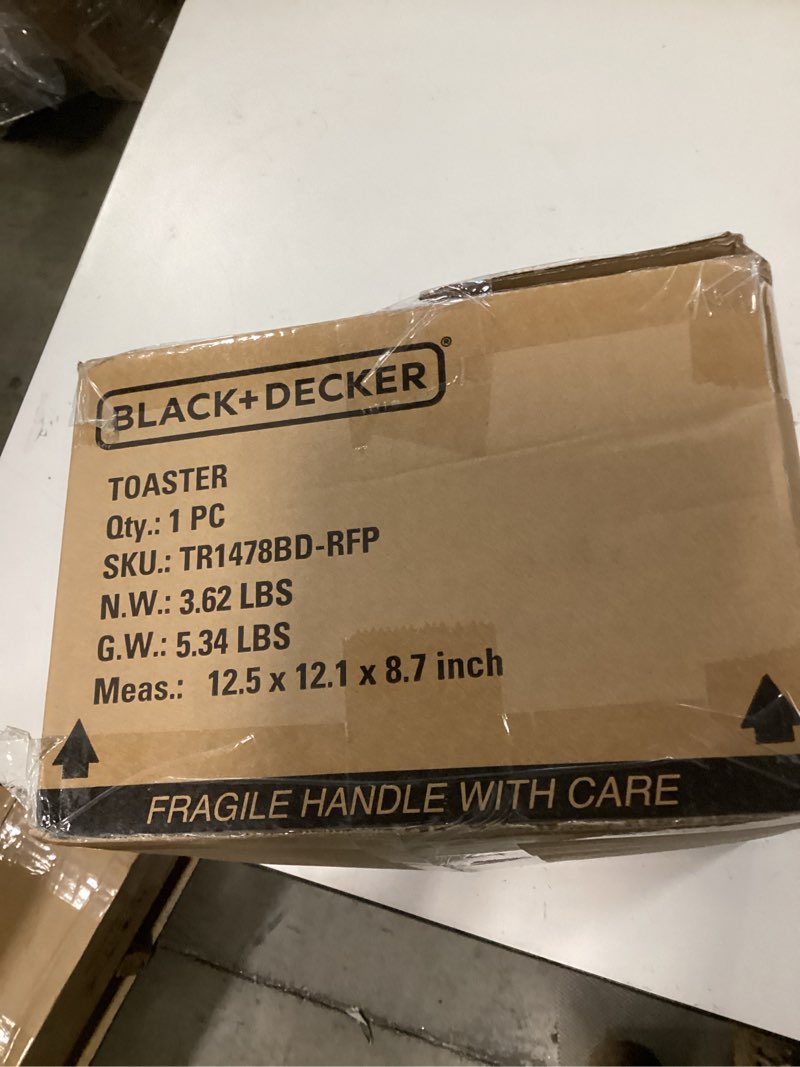 BLACK+DECKER®
TOASTER
Qty.: 1 PC
SKU.: TR1478BD-RFP
N.W.: 3.62 LBS
G.W.: 5.34 LBS
Meas.: 12.5 x 12.1 x 8.7 inch
FRAGILE HANDLE WITH CARE